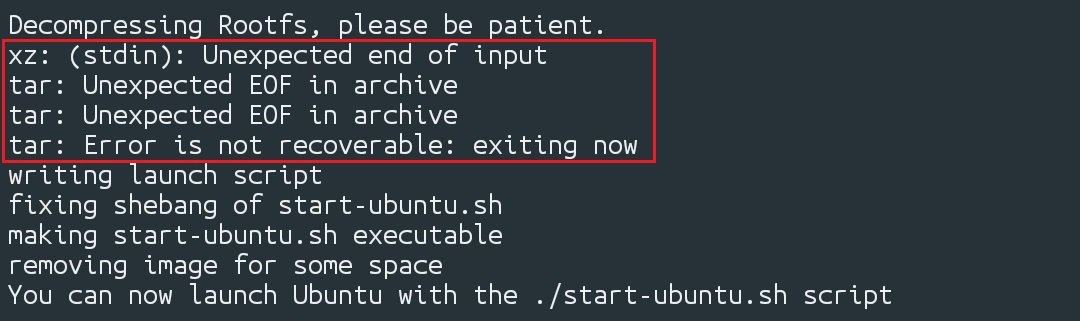 Decompressing Rootfs, please be patient.
xz: (stdin): Unexpected end of input
tar: Unexpected EOF in archive
tar: Unexpected EOF in archive
tar: Error is not recoverable: exiting now
writing launch script
fixing shebang of start-ubuntu.sh
making start-ubuntu.sh executable
removing image for some space
You can now launch Ubuntu with the ./start-ubuntu.sh script